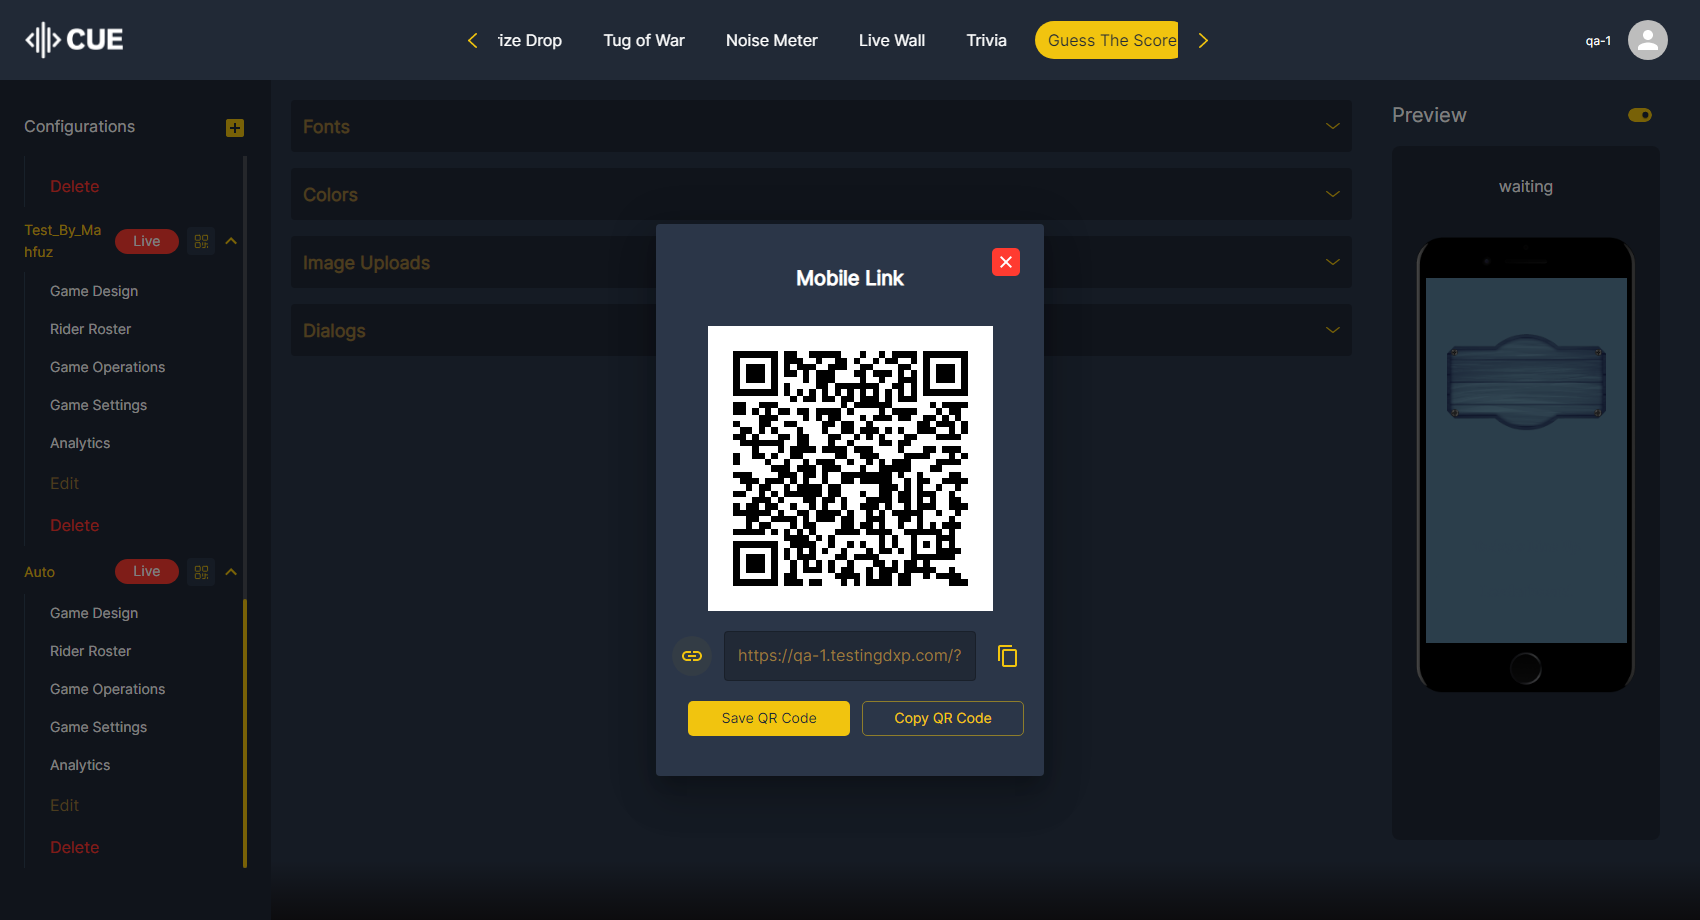 CUE
ize Drop
Tug of War
Noise Meter
Live Wall
Trivia
Guess The Score
qa-1
Configurations
Delete
Test_By_Ma
hfuz
Live
Game Design
Rider Roster
Game Operations
Game Settings
Analytics
Edit
Delete
Auto
Live
Game Design
Rider Roster
Game Operations
Game Settings
Analytics
Edit
Delete
Fonts
Colors
Image Uploads
Dialogs
Mobile Link
https://qa-1.testingdxp.com/?
Save QR Code
Copy QR Code
Preview
waiting